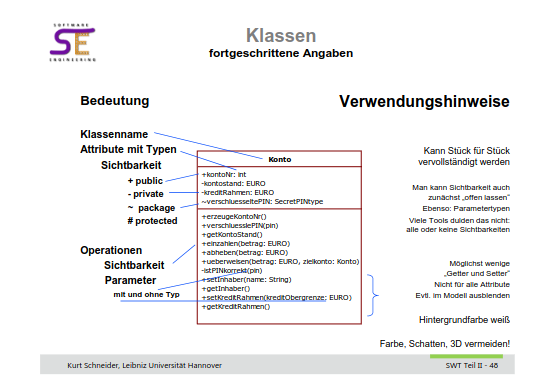 SOFTWARE
SE
ENGINEERING
Klassen
fortgeschrittene Angaben
Bedeutung
Verwendungshinweise
Klassenname
Attribute mit Typen
Sichtbarkeit
+ public
- private
~ package
# protected
Operationen
Sichtbarkeit
Parameter
mit und ohne Typ
Konto
+kontoNr: int
-kontostand: EURO
-kreditRahmen: EURO
~verschluesseltePIN: SecretPINtype
+erzeugeKontoNr()
+verschluesslePIN(pin)
+getKontoStand()
+einzahlen(betrag: EURO)
+abheben(betrag: EURO)
+ueberweisen(betrag: EURO, zielkonto: Konto)
-istPINkorrekt(pin)
+setInhaber(name: String)
+getInhaber()
+setKreditRahmen(kreditObergrenze: EURO)
+getKreditRahmen()
Kann Stück für Stück
vervollständigt werden
Man kann Sichtbarkeit auch
zunächst „offen lassen“
Ebenso: Parametertypen
Viele Tools dulden das nicht:
alle oder keine Sichtbarkeiten
Möglichst wenige
„Getter und Setter“
Nicht für alle Attribute
Evtl. im Modell ausblenden
Hintergrundfarbe weiß
Farbe, Schatten, 3D vermeiden!
Kurt Schneider, Leibniz Universität Hannover
SWT Teil II - 48